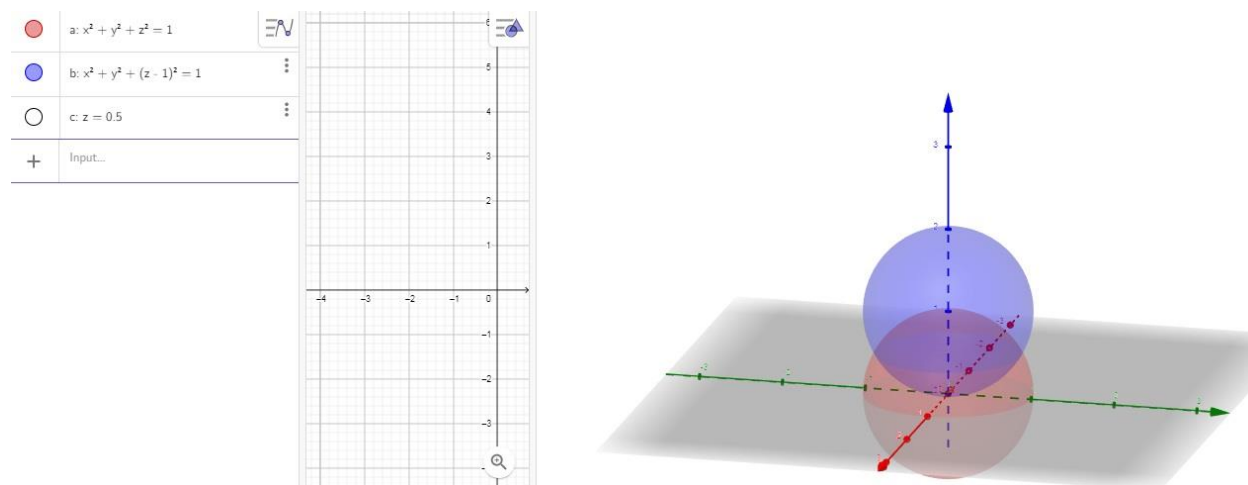 a: x² + y² + z² = 1
b: x² + y² + (z - 1)² = 1
c: z = 0.5
+ Input...
6
5
4
3
2
1
−4 −3 −2 −1 0
−1
−2
−3
3
2
1